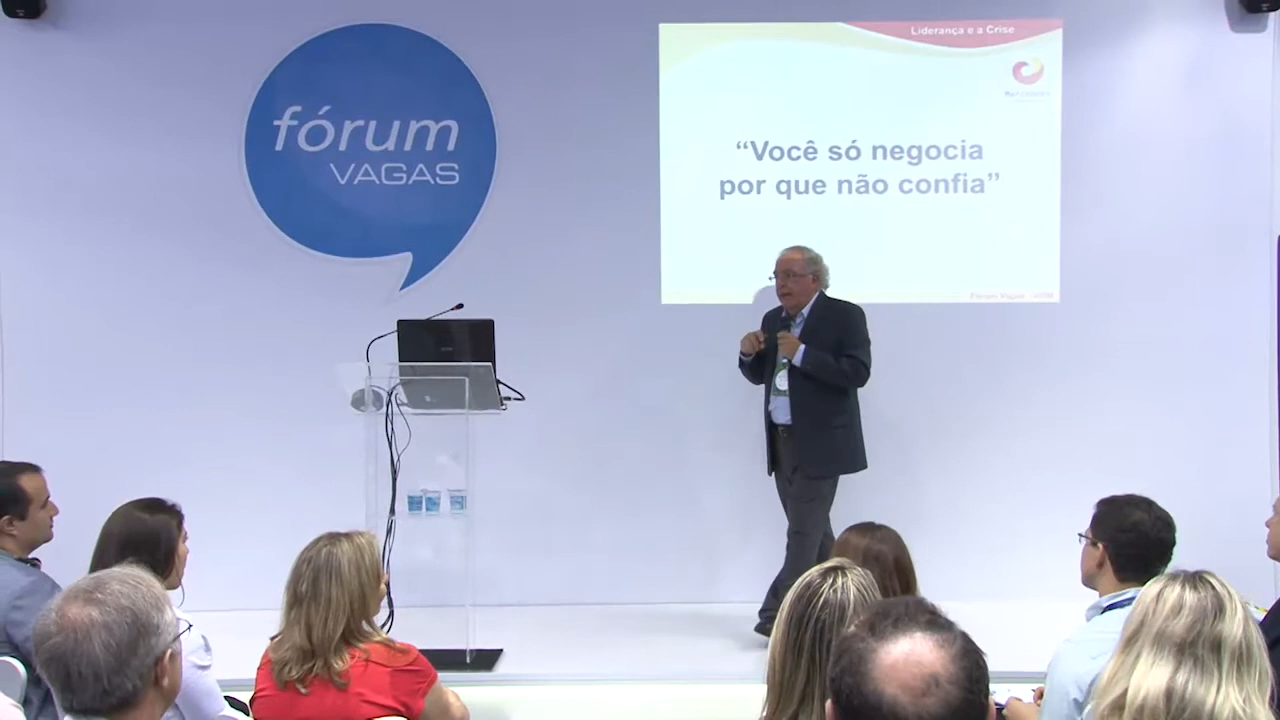 fórum
VAGAS
Liderança e a Crise
“Você só negocia
por que não confia”